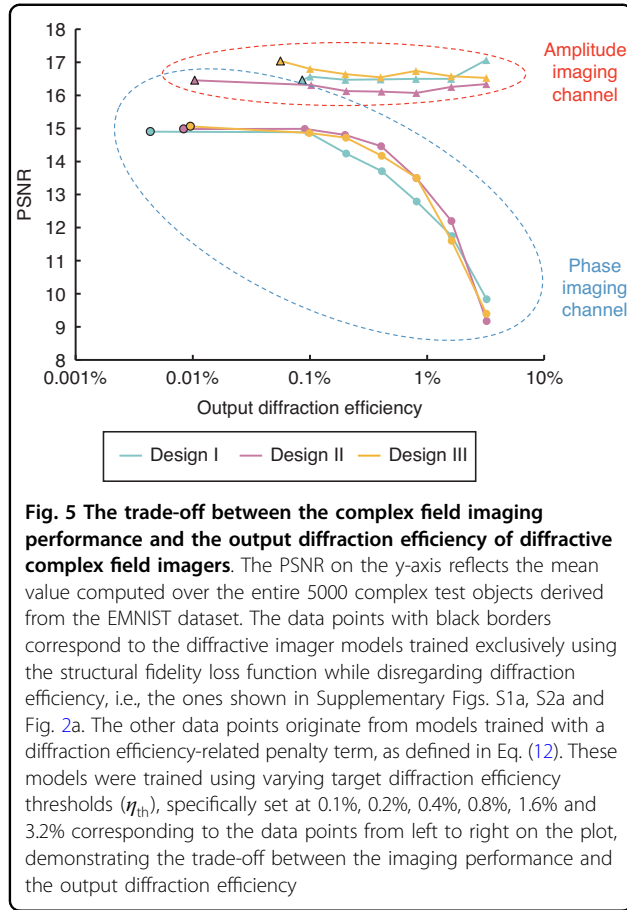 18
17
16
15
14
13
12
11
10
9
8
PSNR
Amplitude
imaging
channel
Phase
imaging
channel
0.001% 0.01% 0.1% 1% 10%
Output diffraction efficiency
Design I Design II Design III
Fig. 5 The trade-off between the complex field imaging
performance and the output diffraction efficiency of diffractive
complex field imagers. The PSNR on the y-axis reflects the mean
value computed over the entire 5000 complex test objects derived
from the EMNIST dataset. The data points with black borders
correspond to the diffractive imager models trained exclusively using
the structural fidelity loss function while disregarding diffraction
efficiency, i.e., the ones shown in Supplementary Figs. S1a, S2a and
Fig. 2a. The other data points originate from models trained with a
diffraction efficiency-related penalty term, as defined in Eq. (12). These
models were trained using varying target diffraction efficiency
thresholds (η_th), specifically set at 0.1%, 0.2%, 0.4%, 0.8%, 1.6% and
3.2% corresponding to the data points from left to right on the plot,
demonstrating the trade-off between the imaging performance and
the output diffraction efficiency